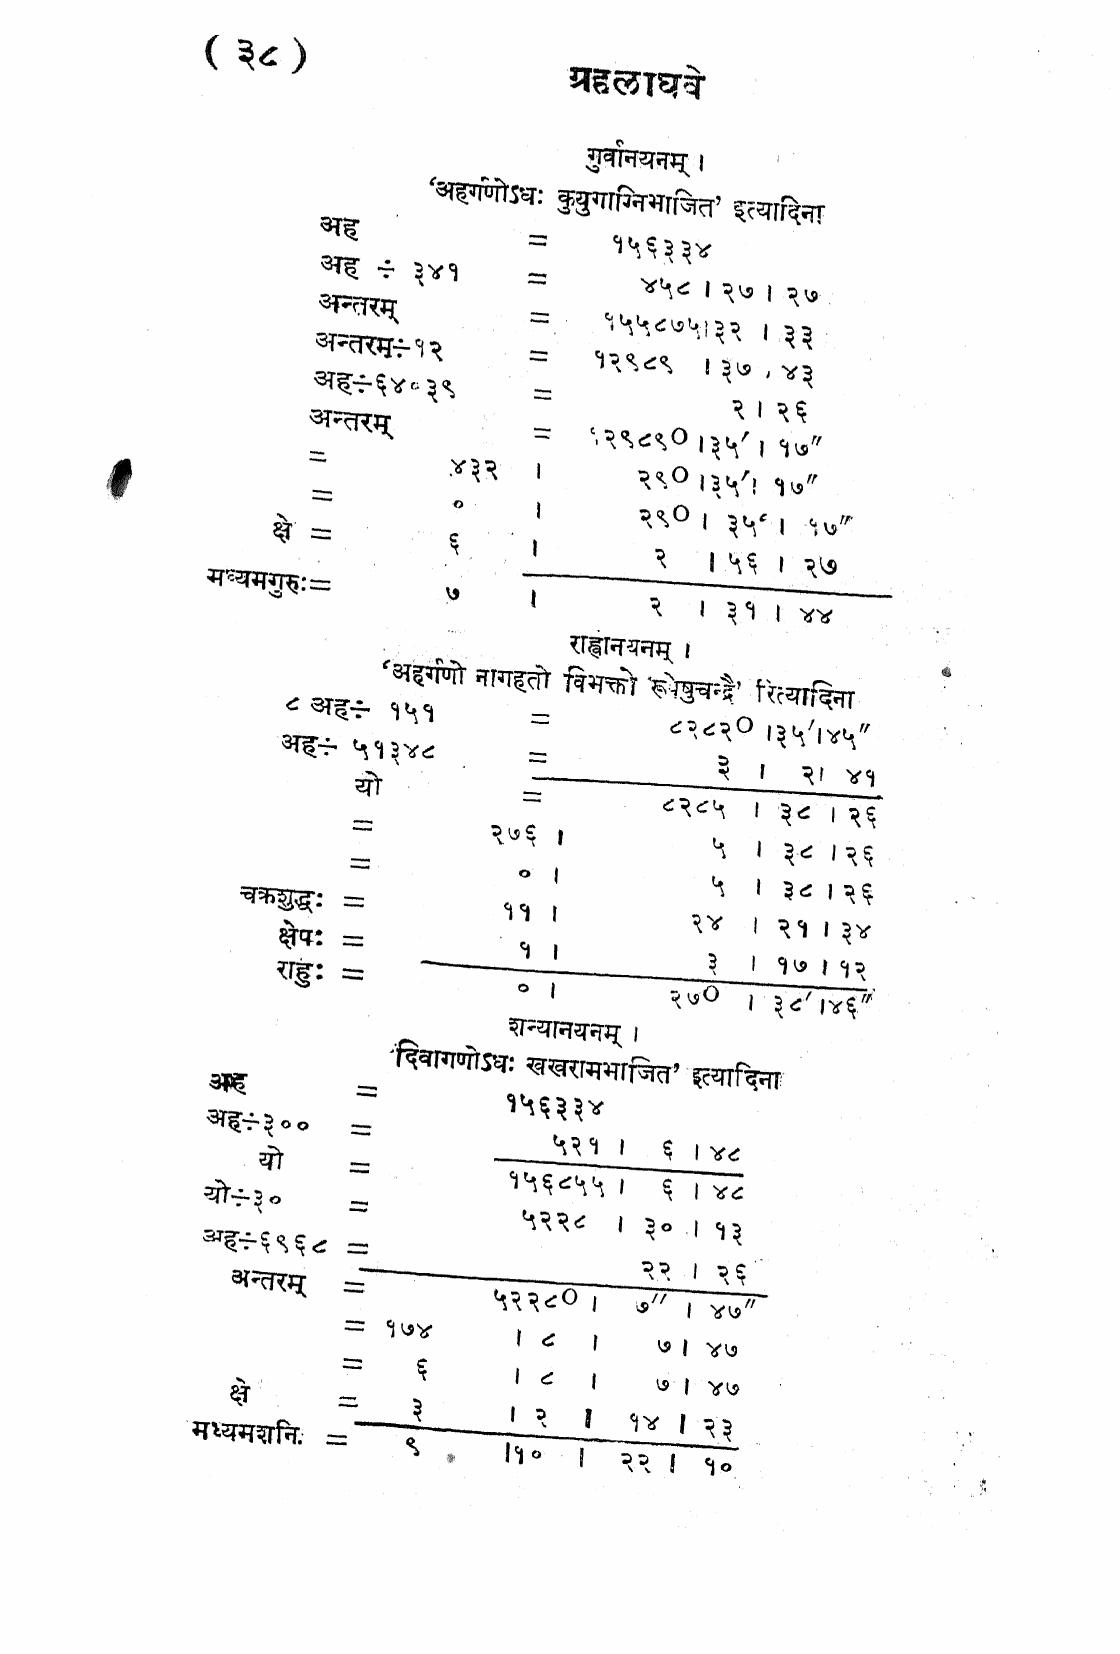 ( ३८ )
ग्रहलाघवे
गुर्वानयनम् ।
‘अहर्गणोऽधः कुयुगाग्निभाजित’ इत्यादिना
अह = १५६३३४
अह ÷ ३४१ = ४५८ । २७ । २७
अन्तरम् = १५५८७५।३२ । ३३
अन्तरम्÷१२ = १२९८९ । ३७ । ४३
अह÷६४०३९ = २ । २६
अन्तरम् = १२९८९० ।३५′ । १७″
= ४३२ । २९० ।३५′। १७″
= ० । २९० । ३५‘ । १७″
क्षे = ६ । २ । ५६ । २७
मध्यमगुरुः= ७ । २ । ३१ । ४४
राह्वानयनम् ।
‘अहर्गणो नागहतो विभक्तो रूपेषुचन्द्रै’ रित्यादिना
८ अह÷ १५१ = ८२८२० ।३५′।४५″
अह÷ ५१३४८ = ३ । २। ४१
यो = ८२८५ । ३८ । २६
= २७६ । ५ । ३८ । २६
= ० । ५ । ३८ । २६
चक्रशुद्धः = ११ । २४ । २१ । ३४
क्षेपः = १ । ३ । १७ । १२
राहुः = ० । २७० । ३८′।४६″
शन्यानयनम् ।
‘दिवागणोऽधः खखरामभाजित’ इत्यादिना
अह = १५६३३४
अह÷३०० = ५२१ । ६ । ४८
यो = १५६८५५ । ६ । ४८
यो÷३० = ५२२८ । ३० । १३
अह÷६९६८ = २२ । २६
अन्तरम् = ५२२८० । ७″ । ४७″
= १७४ । ८ । ७ । ४७
= ६ । ८ । ७ । ४७
क्षे = ३ । २ । १४ । २३
मध्यमशनिः = ९ ।१० । २२ । १०